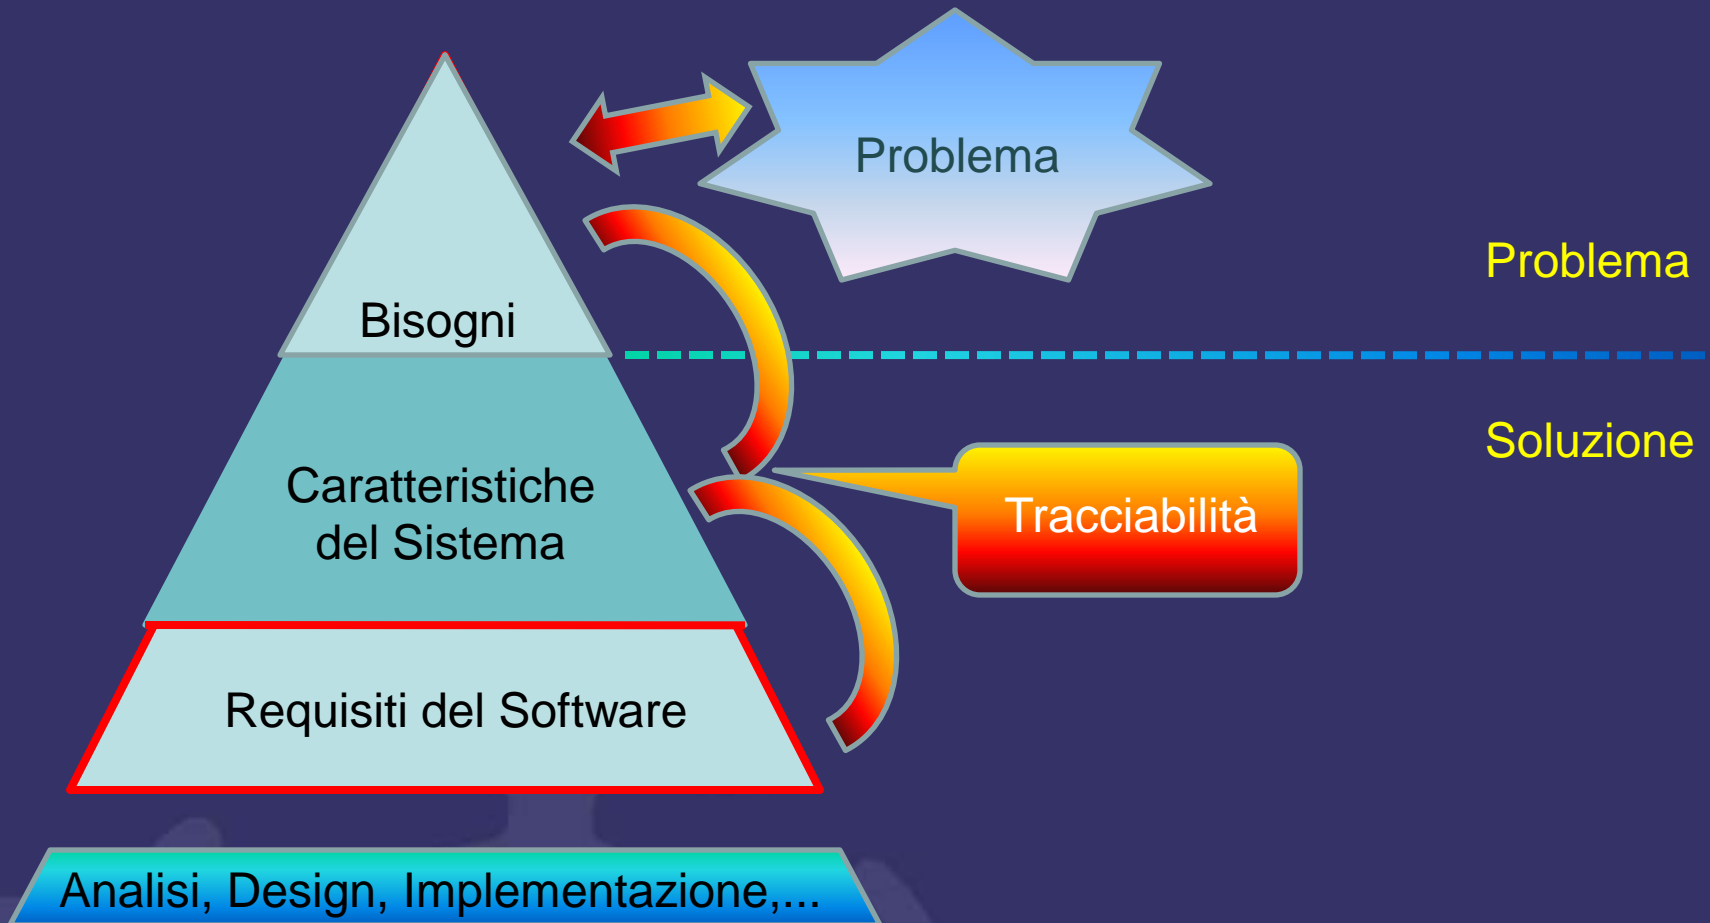 Problema
Problema
Bisogni
Soluzione
Caratteristiche
del Sistema
Tracciabilità
Requisiti del Software
Analisi, Design, Implementazione,...